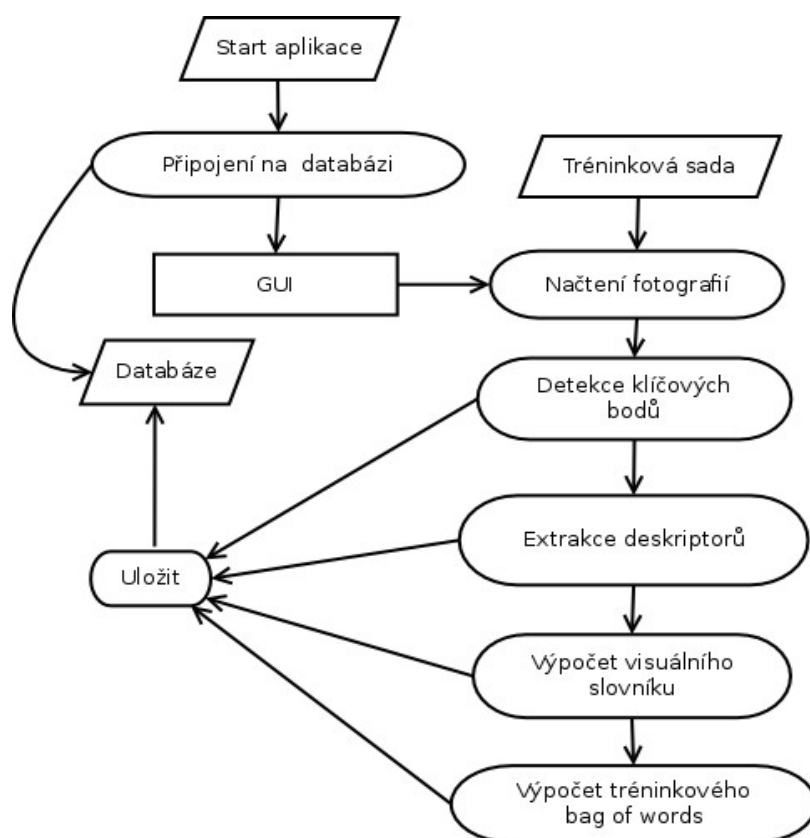 Start aplikace
Připojení na databázi
Tréninková sada
GUI
Načtení fotografií
Databáze
Detekce klíčových
bodů
Extrakce deskriptorů
Uložit
Výpočet visuálního
slovníku
Výpočet tréninkového
bag of words